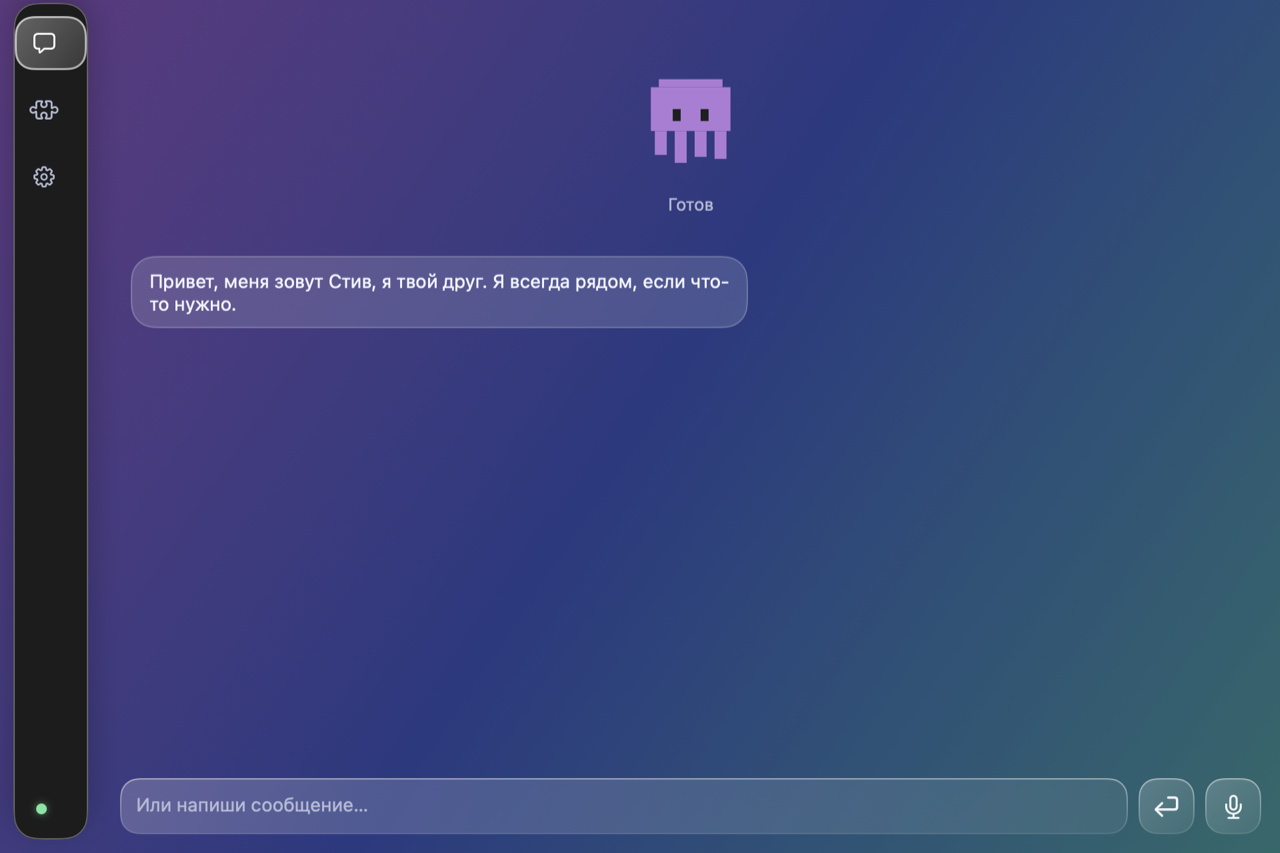 Готов
Привет, меня зовут Стив, я твой друг. Я всегда рядом, если что-
то нужно.
Или напиши сообщение...